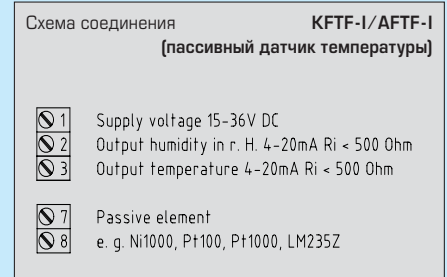 Схема соединения KFTF-I/AFTF-I
(пассивный датчик температуры)
1 Supply voltage 15-36V DC
2 Output humidity in r. H. 4-20mA Ri < 500 Ohm
3 Output temperature 4-20mA Ri < 500 Ohm
7 Passive element
8 e. g. Ni1000, Pt100, Pt1000, LM235Z